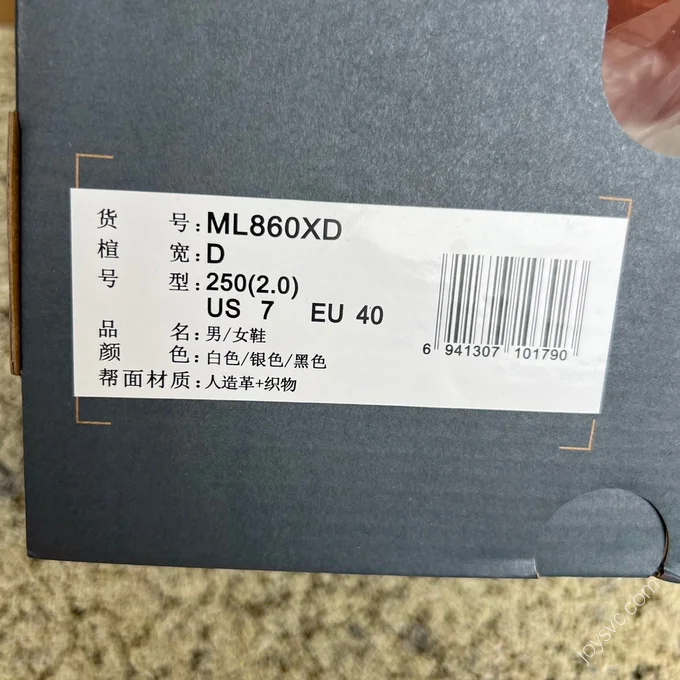 货 号:ML860XD
楦 宽:D
号 型:250(2.0)
US 7 EU 40
品 名:男/女鞋
颜 色:白色/银色/黑色
帮面材质:人造革+织物
6 941307 101790
joysvc.com